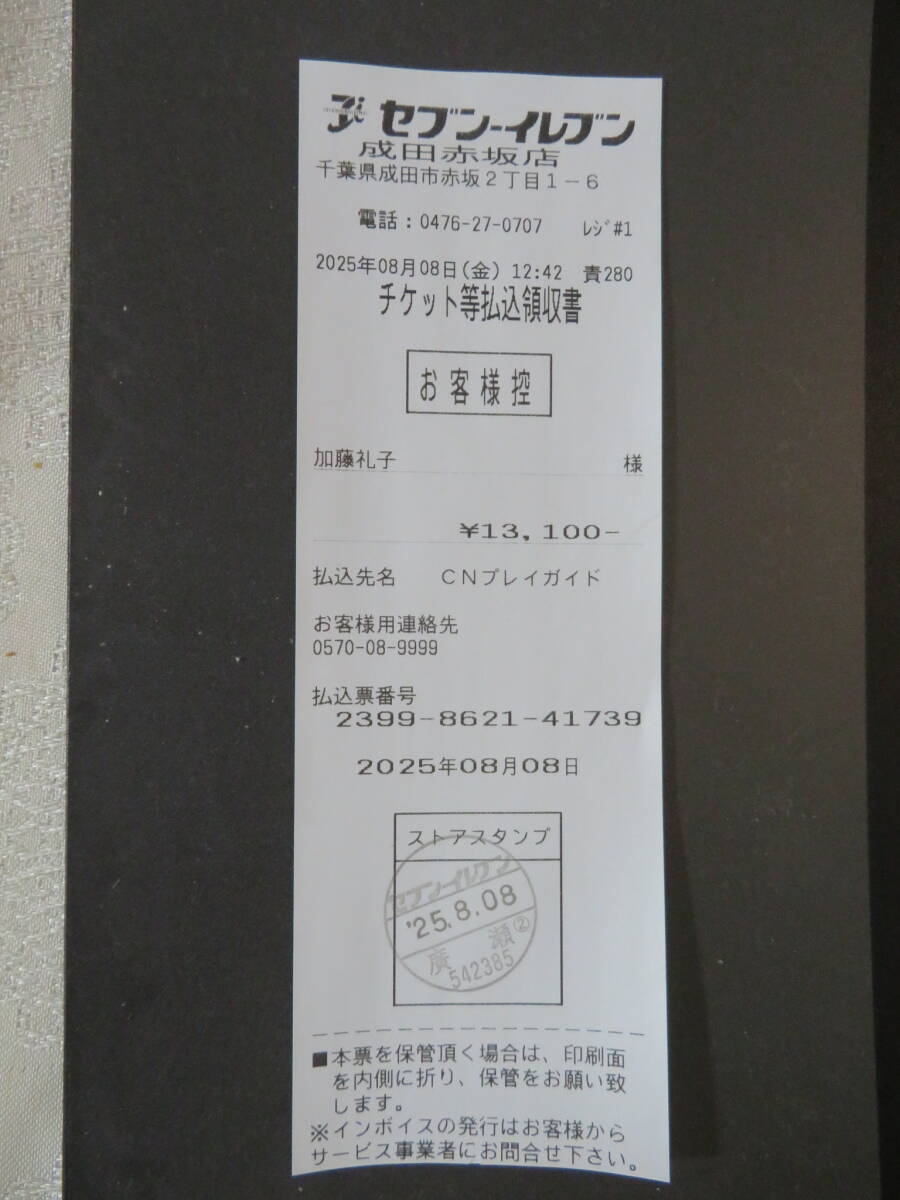 セブン-イレブン
成田赤坂店
千葉県成田市赤坂2丁目1-6
電話：0476-27-0707 ﾚｼﾞ#1
2025年08月08日(金) 12:42 責280
チケット等払込領収書
お客様控
加藤礼子 様
¥13,100-
払込先名 CNプレイガイド
お客様用連絡先
0570-08-9999
払込票番号
2399-8621-41739
2025年08月08日
ストアスタンプ
セブン-イレブン
'25.8.08
廣瀬②
542385
■本票を保管頂く場合は、印刷面
を内側に折り、保管をお願い致
します。
※インボイスの発行はお客様から
サービス事業者にお問合せ下さい。